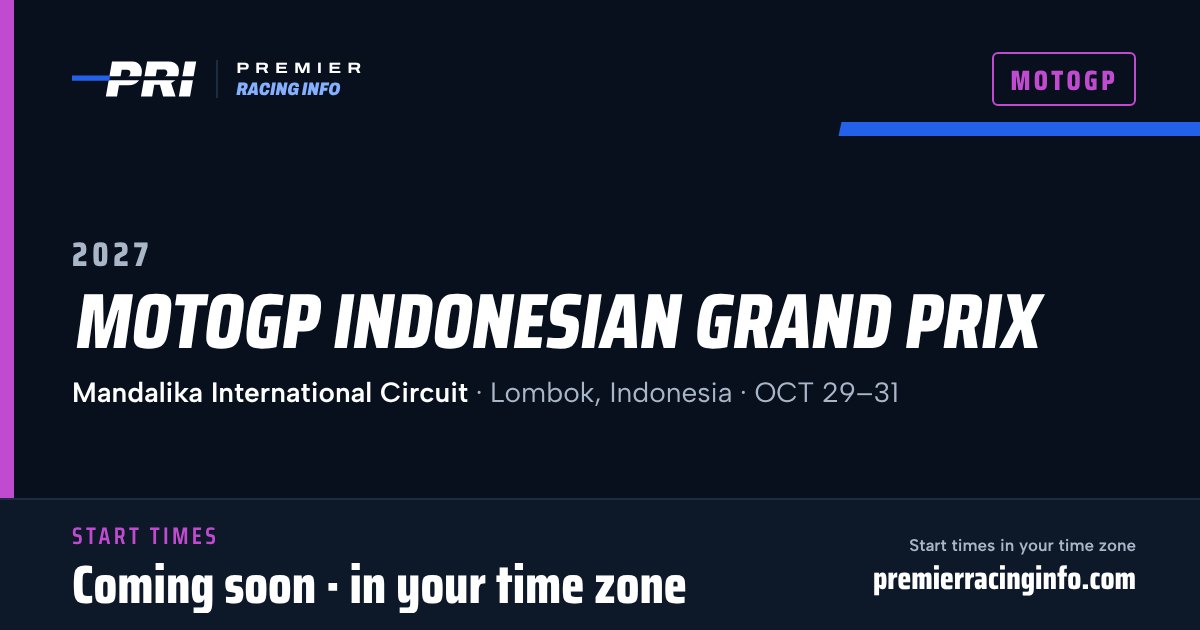 PRI
PREMIER
RACING INFO
MOTOGP
2027
MOTOGP INDONESIAN GRAND PRIX
Mandalika International Circuit · Lombok, Indonesia · OCT 29–31
START TIMES
Coming soon · in your time zone
Start times in your time zone
premierracinginfo.com